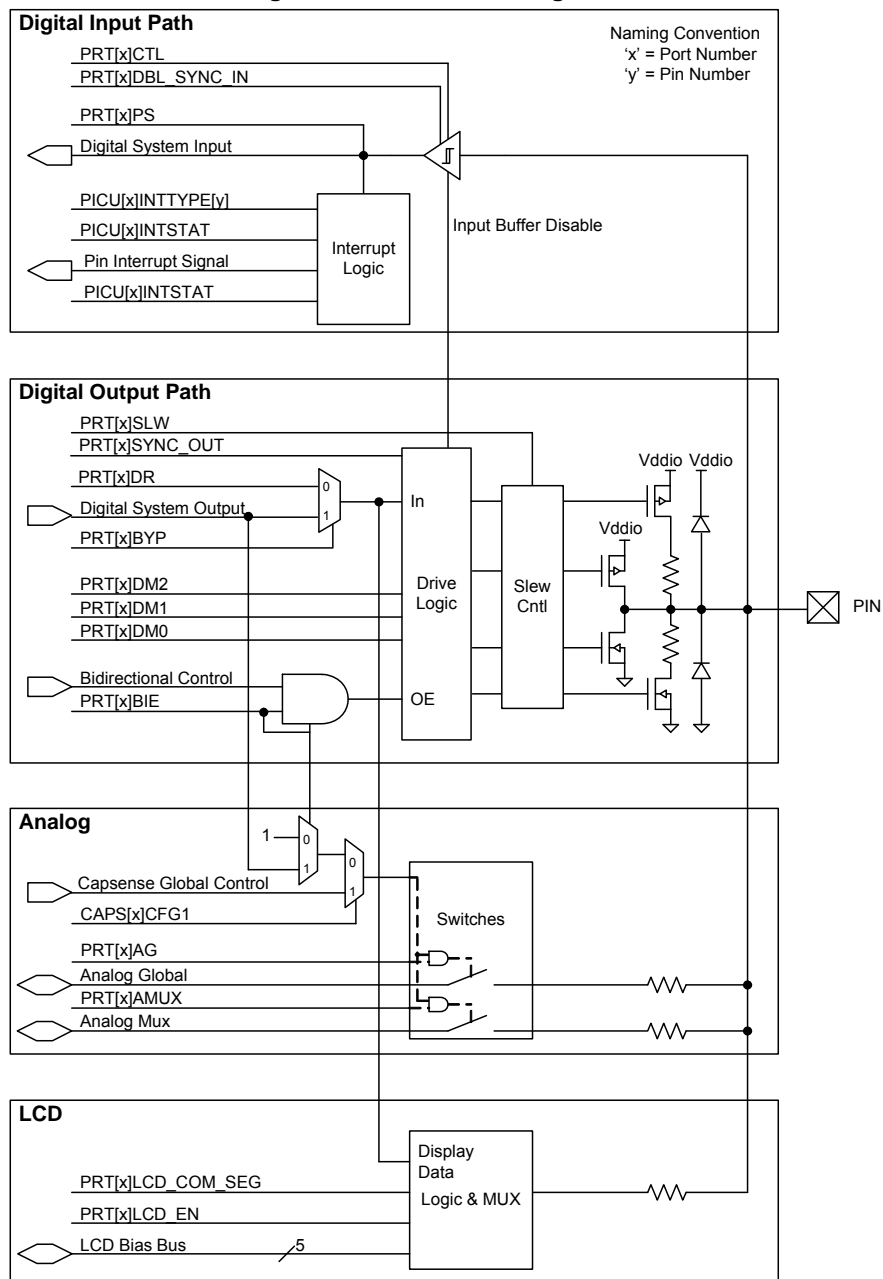 Digital Input Path
Naming Convention
'x' = Port Number
'y' = Pin Number
PRT[x]CTL
PRT[x]DBL_SYNC_IN
PRT[x]PS
Digital System Input
PICU[x]INTTYPE[y]
PICU[x]INTSTAT
Pin Interrupt Signal
PICU[x]INTSTAT
Interrupt
Logic
Input Buffer Disable
Digital Output Path
PRT[x]SLW
PRT[x]SYNC_OUT
PRT[x]DR
Digital System Output
PRT[x]BYP
0
1
PRT[x]DM2
PRT[x]DM1
PRT[x]DM0
Bidirectional Control
PRT[x]BIE
In
Drive
Logic
OE
Slew
Cntl
Vddio Vddio
Vddio
PIN
Analog
1
0
1
0
1
Capsense Global Control
CAPS[x]CFG1
Switches
PRT[x]AG
Analog Global
PRT[x]AMUX
Analog Mux
LCD
Display
Data
Logic & MUX
PRT[x]LCD_COM_SEG
PRT[x]LCD_EN
LCD Bias Bus
5